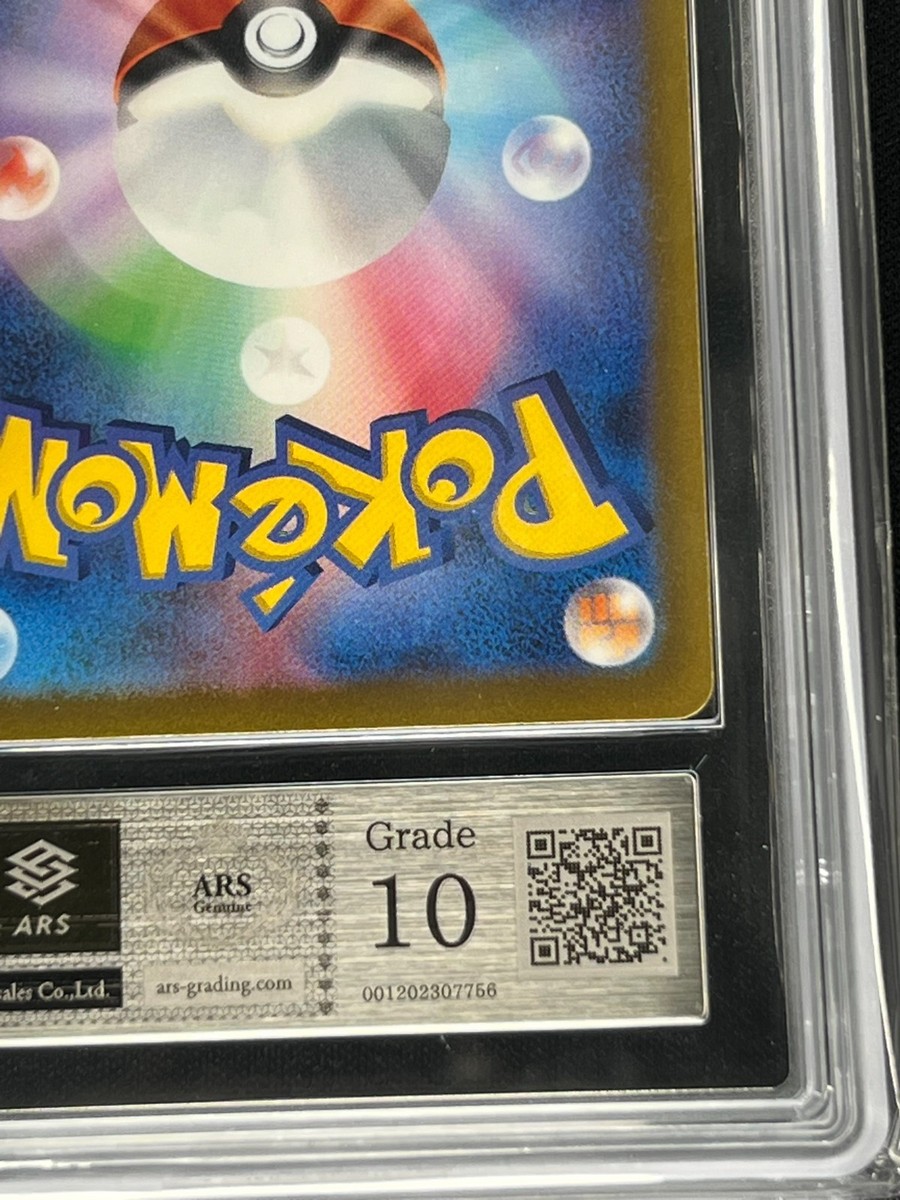 POKéMON
Grade
10
001202307756
ARS
Genuine
ars-grading.com
ARS
ales Co.,Ltd.